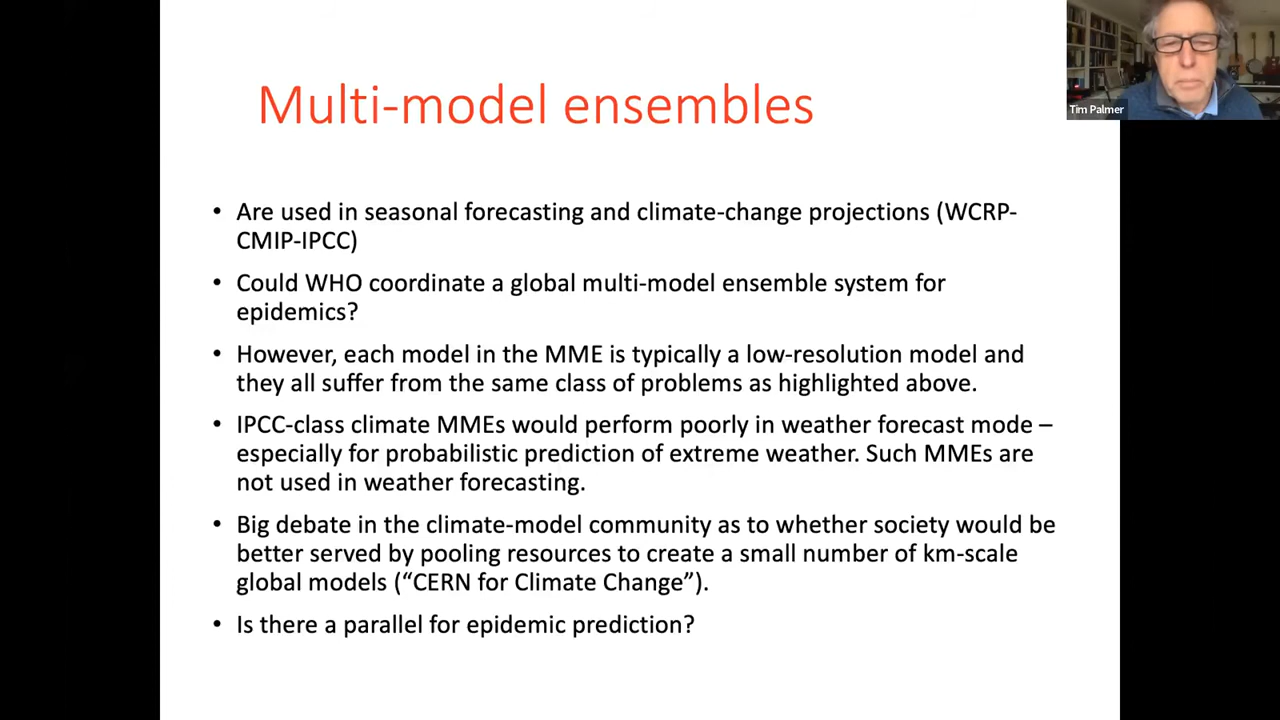 Multi-model ensembles
Tim Palmer
• Are used in seasonal forecasting and climate-change projections (WCRP-
CMIP-IPCC)
• Could WHO coordinate a global multi-model ensemble system for
epidemics?
• However, each model in the MME is typically a low-resolution model and
they all suffer from the same class of problems as highlighted above.
• IPCC-class climate MMEs would perform poorly in weather forecast mode –
especially for probabilistic prediction of extreme weather. Such MMEs are
not used in weather forecasting.
• Big debate in the climate-model community as to whether society would be
better served by pooling resources to create a small number of km-scale
global models (“CERN for Climate Change”).
• Is there a parallel for epidemic prediction?